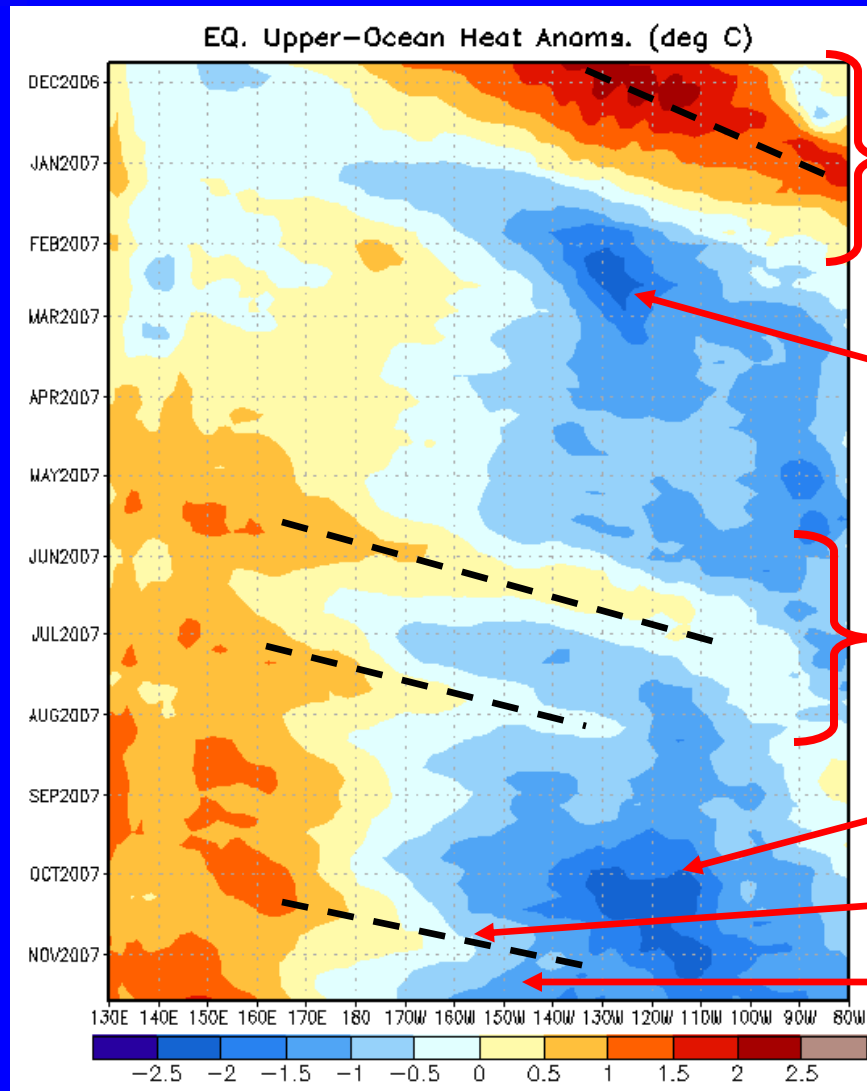 EQ. Upper-Ocean Heat Anoms. (deg C)
DEC2006
JAN2007
FEB2007
MAR2007
APR2007
MAY2007
JUN2007
JUL2007
AUG2007
SEP2007
OCT2007
NOV2007
130E 140E 150E 160E 170E 180 170W 160W 150W 140W 130W 120W 110W 100W 90W 80W
-2.5 -2 -1.5 -1 -0.5 0 0.5 1 1.5 2 2.5